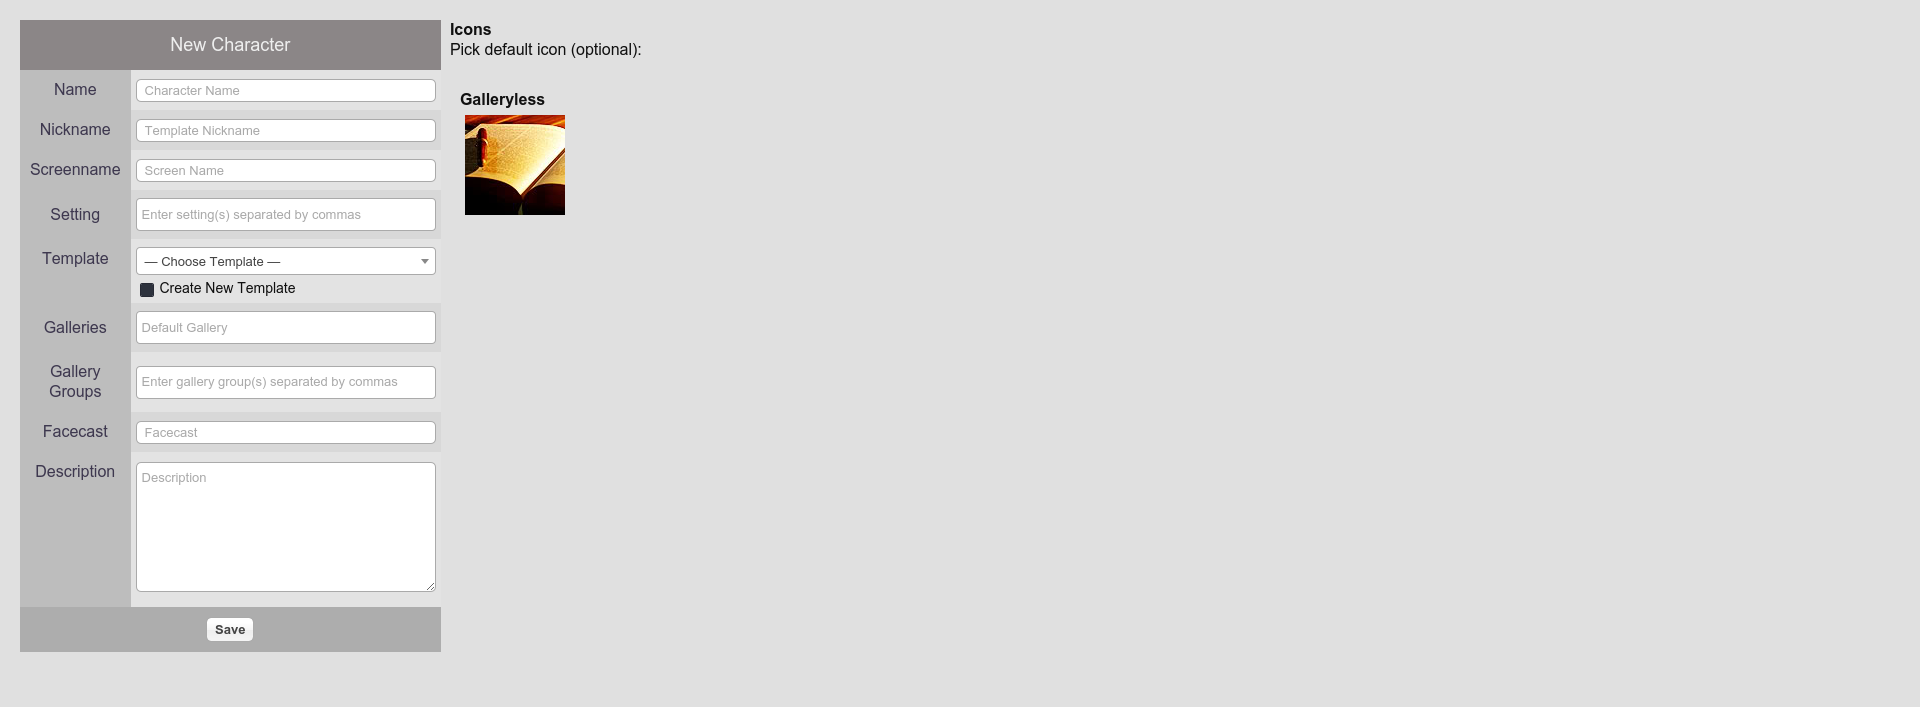 New Character
Name
Character Name
Nickname
Template Nickname
Screenname
Screen Name
Setting
Enter setting(s) separated by commas
Template
— Choose Template —
Create New Template
Galleries
Default Gallery
Gallery
Groups
Enter gallery group(s) separated by commas
Facecast
Facecast
Description
Description
Save
Icons
Pick default icon (optional):
Galleryless